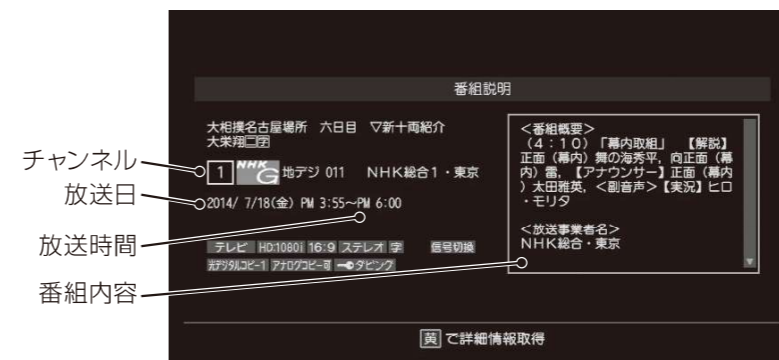 番組説明
大相撲名古屋場所 六日目 ▽新十両紹介
大栄翔二字
1 NHK G 地デジ 011 NHK総合1・東京
2014/ 7/18(金) PM 3:55~PM 6:00
テレビ HD:1080i 16:9 ステレオ 字 信号切換
光デジタルコピー1 アナログコピー可 ダビング
<番組概要>
(4:10)「幕内取組」 【解説】
正面(幕内)舞の海秀平,向正面(幕
内)雷,【アナウンサー】正面(幕内
)太田雅英,<副音声>【実況】ヒロ
・モリタ
<放送事業者名>
NHK総合・東京
チャンネル
放送日
放送時間
番組内容
黄 で詳細情報取得